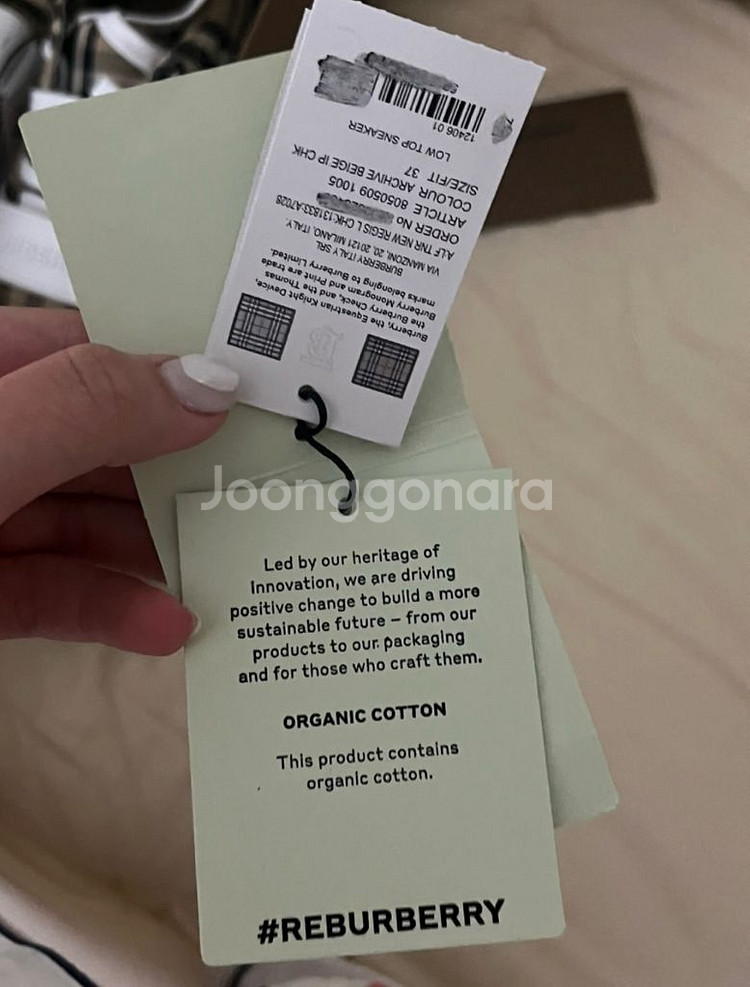 12406 01
LOW TOP SNEAKER
SIZE/FIT 37
COLOUR ARCHIVE BEIGE IP CHK
ARTICLE 8050509 1005
ORDER No
ALF TNR NEW REGIS L CHK:131833:A7028
BURBERRY ITALY SRL
VIA MANZONI, 20, 20121 MILANO, ITALY.
Burberry, the Equestrian Knight Device,
the Burberry Check, and the Thomas
Burberry Monogram and Print are trade
marks belonging to Burberry Limited.
Joonggonara
Led by our heritage of
Innovation, we are driving
positive change to build a more
sustainable future – from our
products to our packaging
and for those who craft them.
ORGANIC COTTON
This product contains
organic cotton.
#REBURBERRY